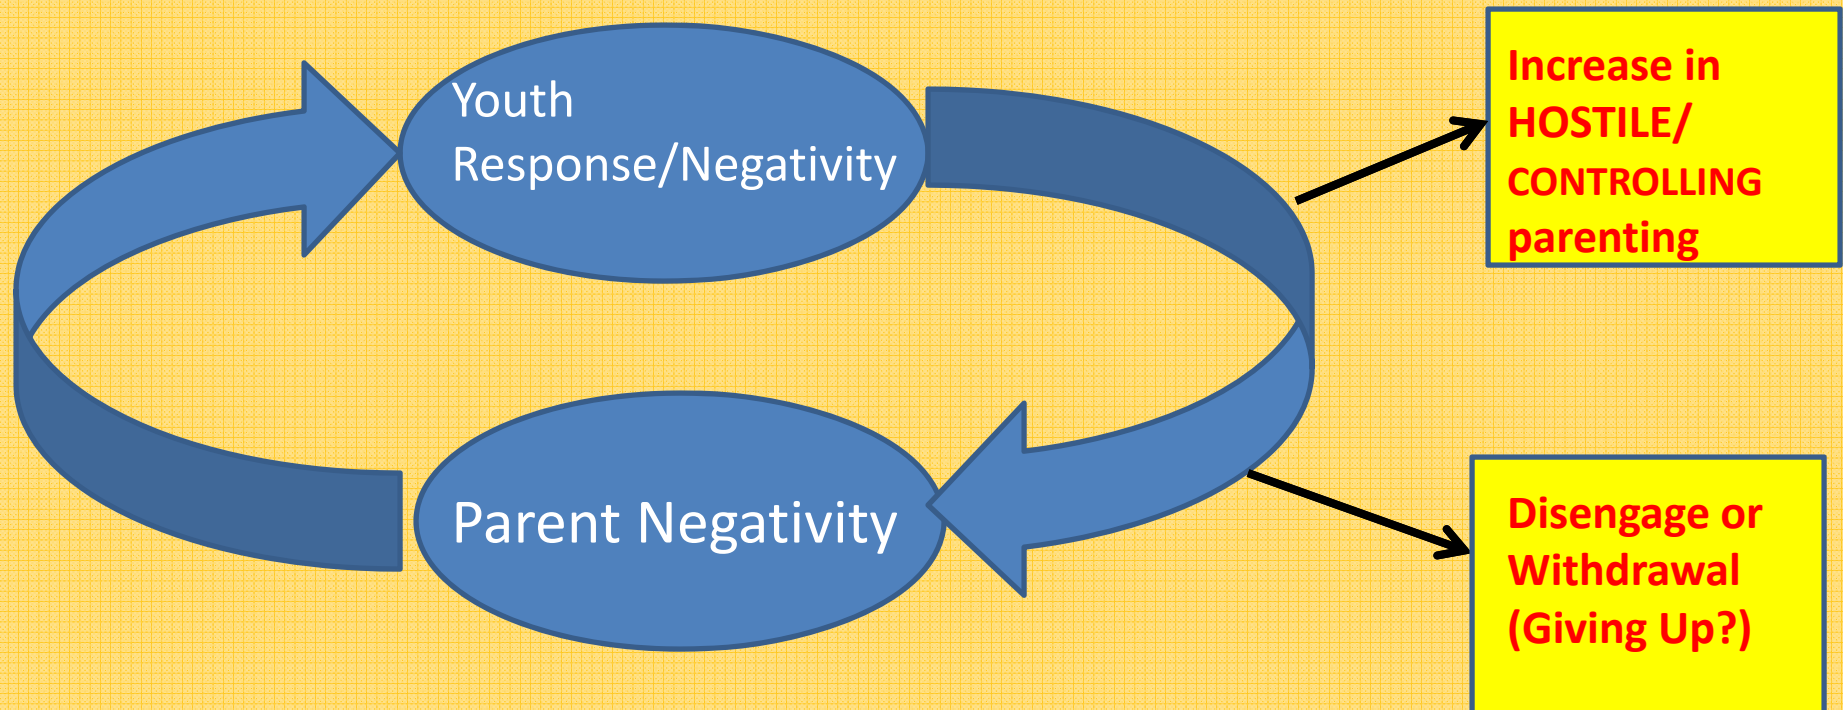 Youth
Response/Negativity
Increase in
HOSTILE/
CONTROLLING
parenting
Parent Negativity
Disengage or
Withdrawal
(Giving Up?)